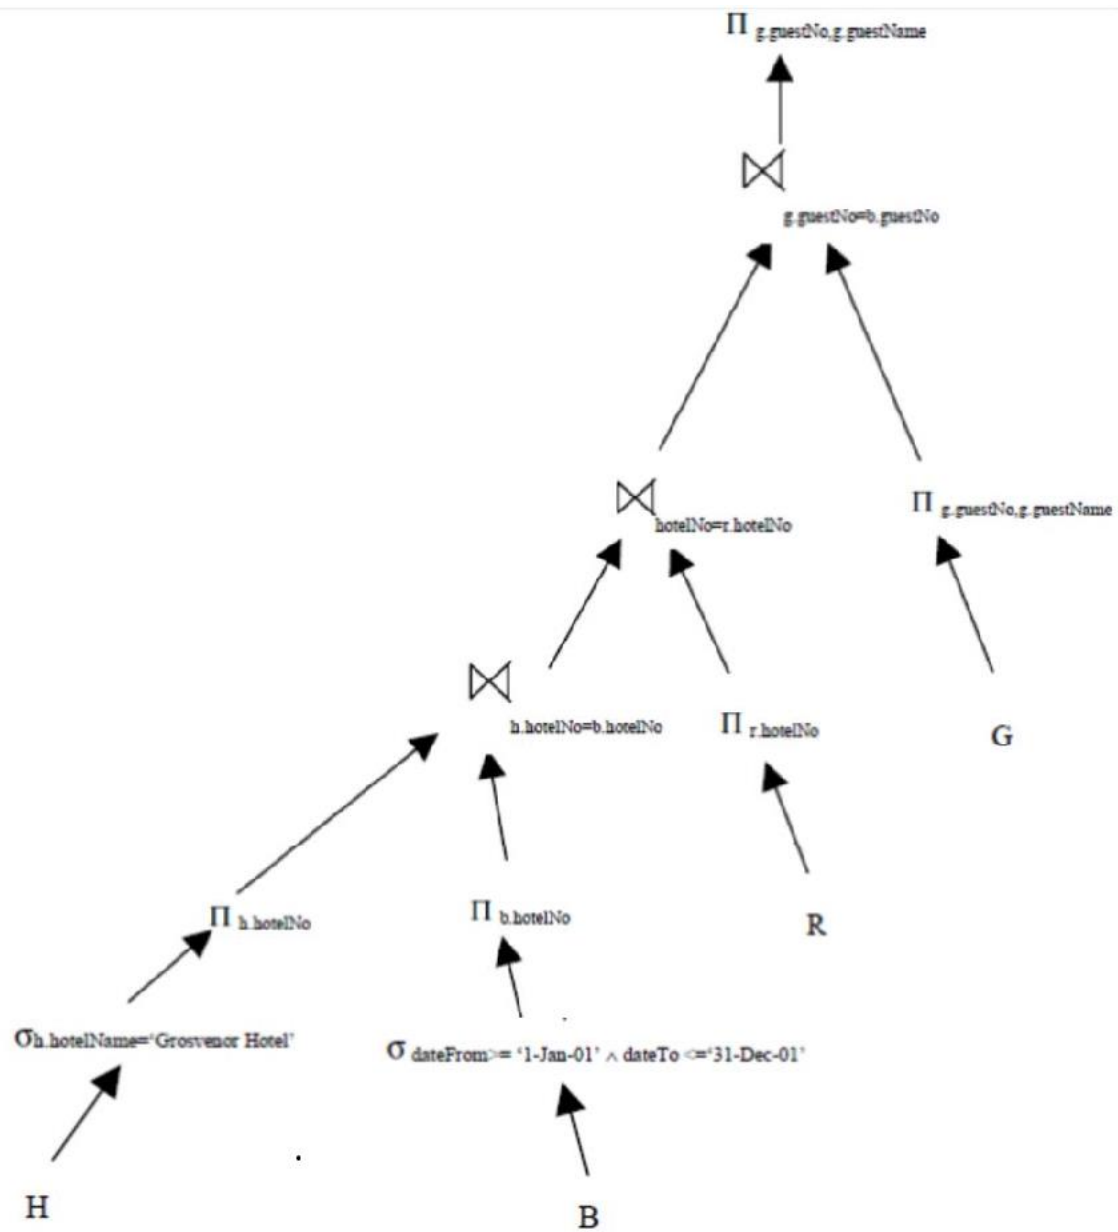 Π g.guestNo,g.guestName
⋈
g.guestNo=b.guestNo
⋈
hotelNo=r.hotelNo
Π g.guestNo,g.guestName
⋈
h.hotelNo=b.hotelNo
Π r.hotelNo
G
Π h.hotelNo
Π b.hotelNo
R
σh.hotelName=‘Grosvenor Hotel’
σ dateFrom>= ‘1-Jan-01’ ∧ dateTo <=‘31-Dec-01’
H
B